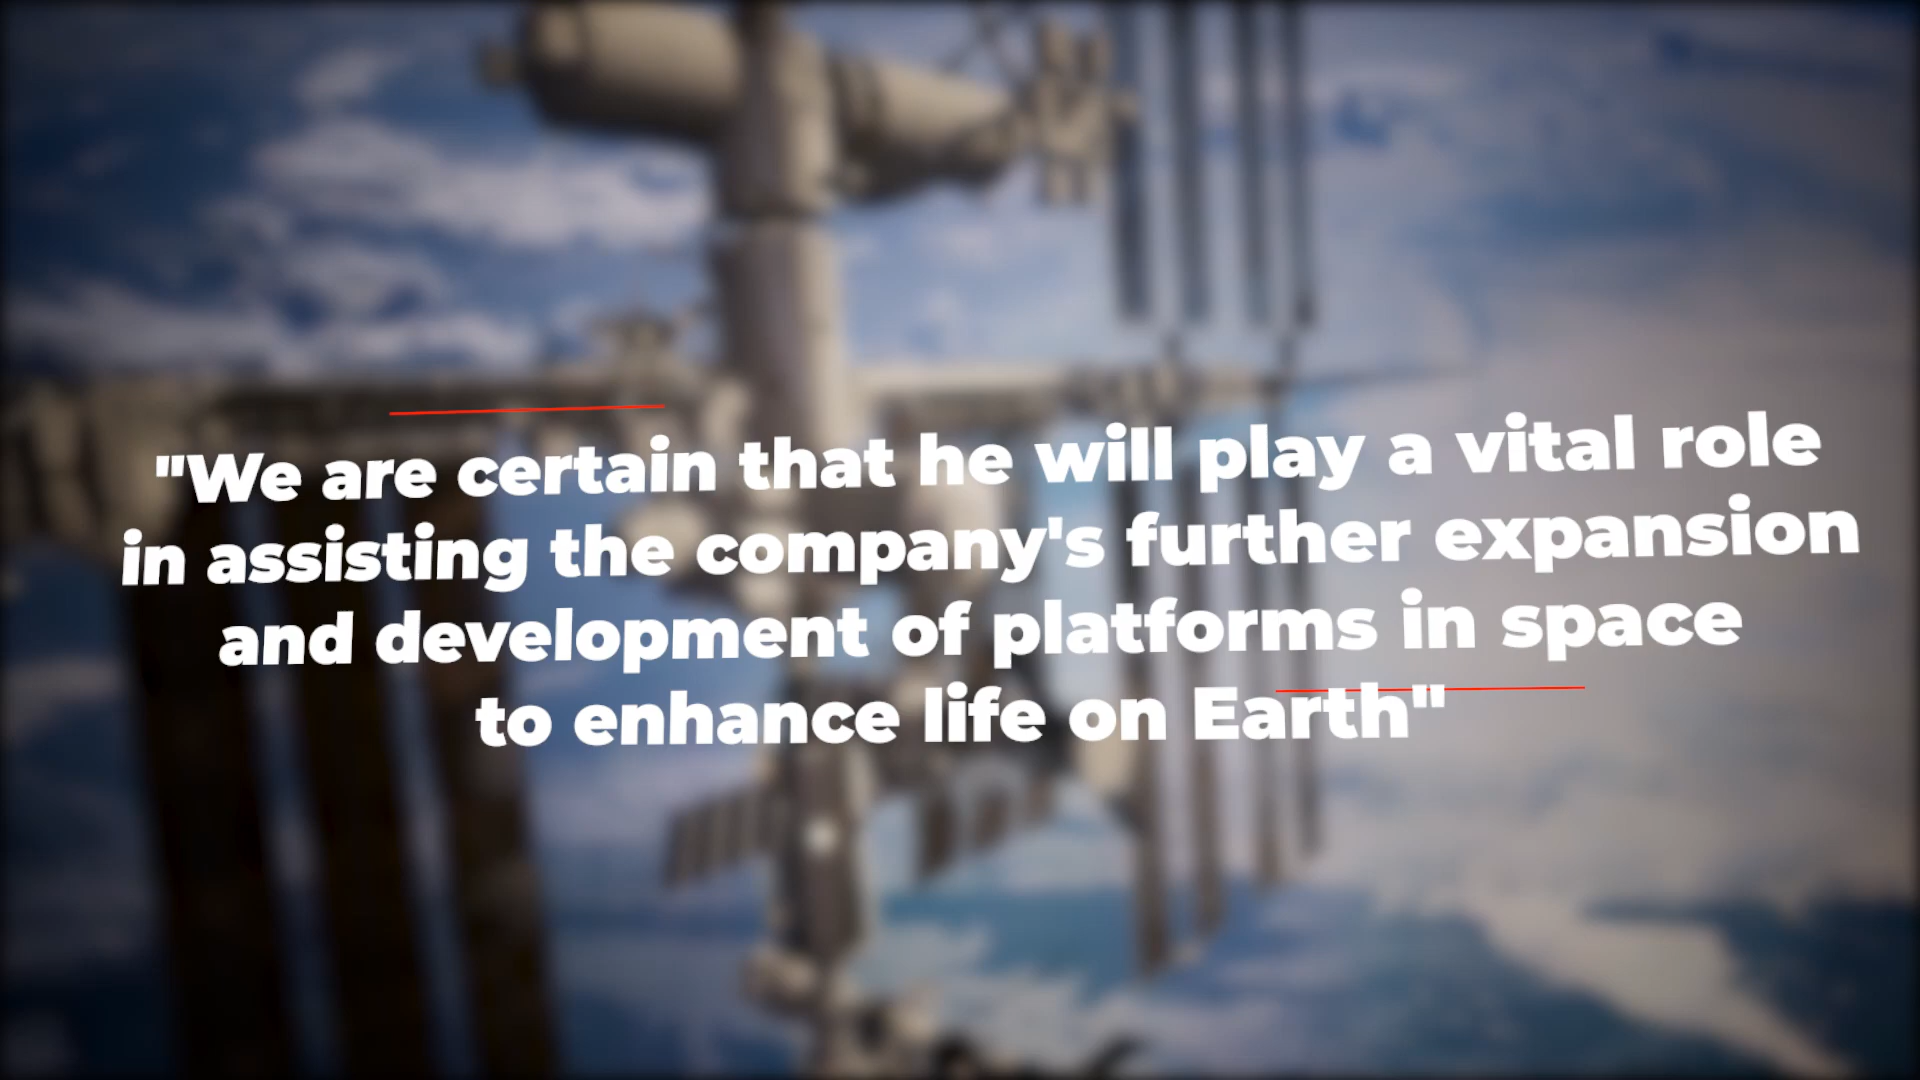 "We are certain that he will play a vital role
in assisting the company's further expansion
and development of platforms in space
to enhance life on Earth"